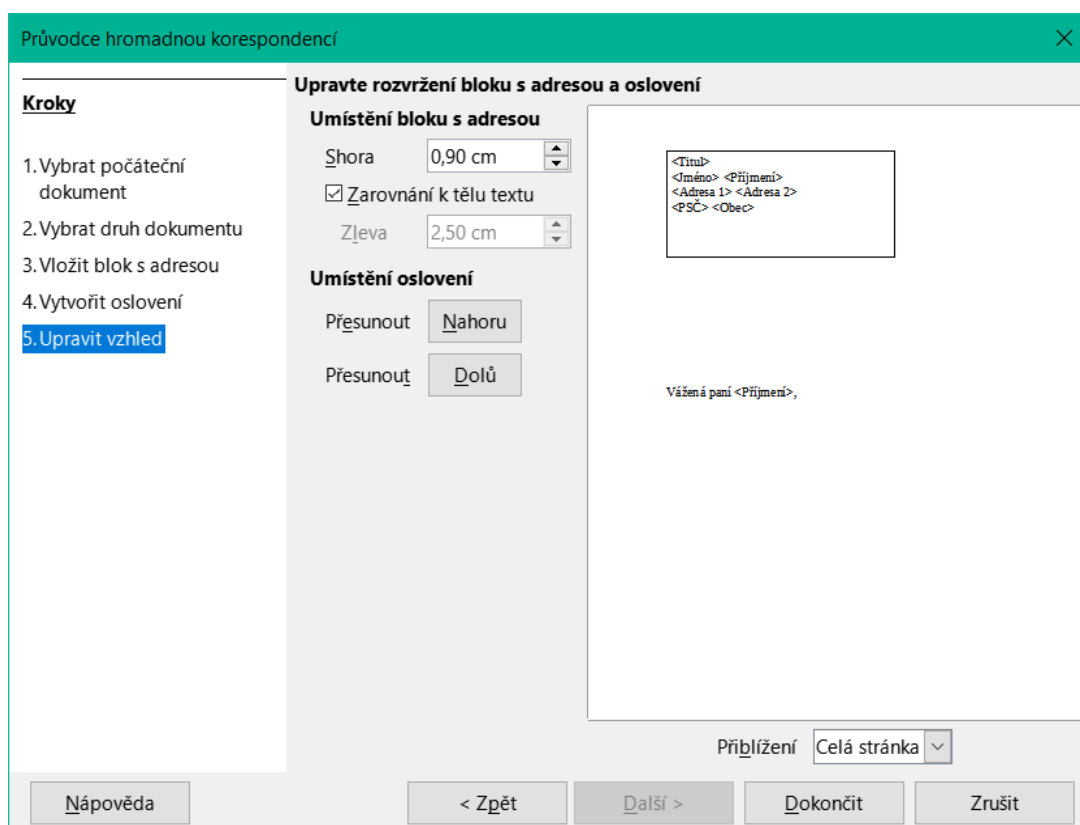 Průvodce hromadnou korespondencí
Kroky
1. Vybrat počáteční
dokument
2. Vybrat druh dokumentu
3. Vložit blok s adresou
4. Vytvořit oslovení
5. Upravit vzhled
Upravte rozvržení bloku s adresou a oslovení
Umístění bloku s adresou
Shora 0,90 cm
Zarovnání k tělu textu
Zleva 2,50 cm
Umístění oslovení
Přesunout Nahoru
Přesunout Dolů
<Titul>
<Jméno> <Příjmení>
<Adresa 1> <Adresa 2>
<PSČ> <Obec>
Vážená paní <Příjmení>,
Přiblížení Celá stránka
Nápověda < Zpět Další > Dokončit Zrušit